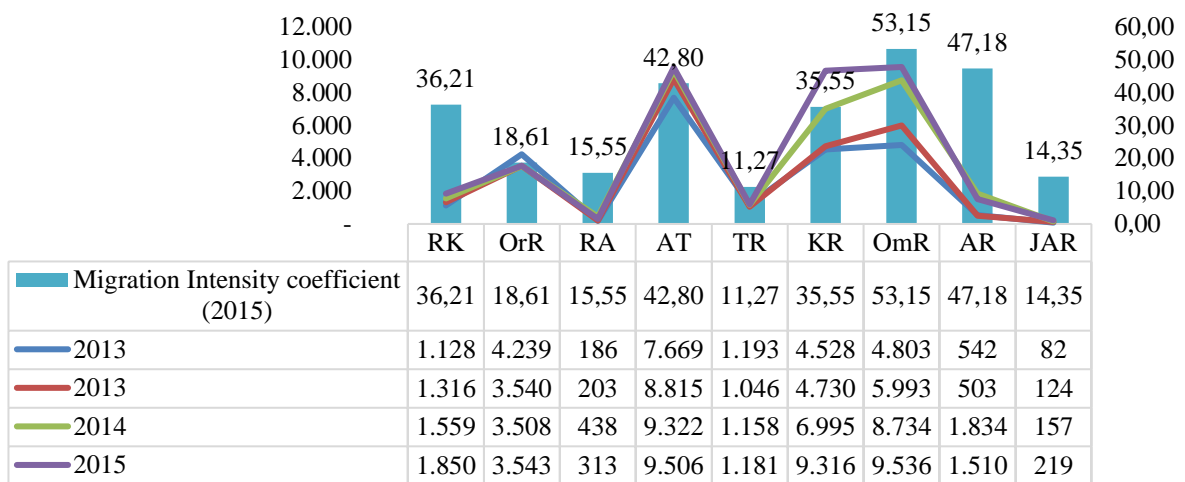 12.000
10.000
8.000
6.000
4.000
2.000
-
60,00
50,00
40,00
30,00
20,00
10,00
0,00
36,21 18,61 15,55 42,80 11,27 35,55 53,15 47,18 14,35
RK OrR RA AT TR KR OmR AR JAR
Migration Intensity coefficient
(2015) 36,21 18,61 15,55 42,80 11,27 35,55 53,15 47,18 14,35
2013 1.128 4.239 186 7.669 1.193 4.528 4.803 542 82
2013 1.316 3.540 203 8.815 1.046 4.730 5.993 503 124
2014 1.559 3.508 438 9.322 1.158 6.995 8.734 1.834 157
2015 1.850 3.543 313 9.506 1.181 9.316 9.536 1.510 219